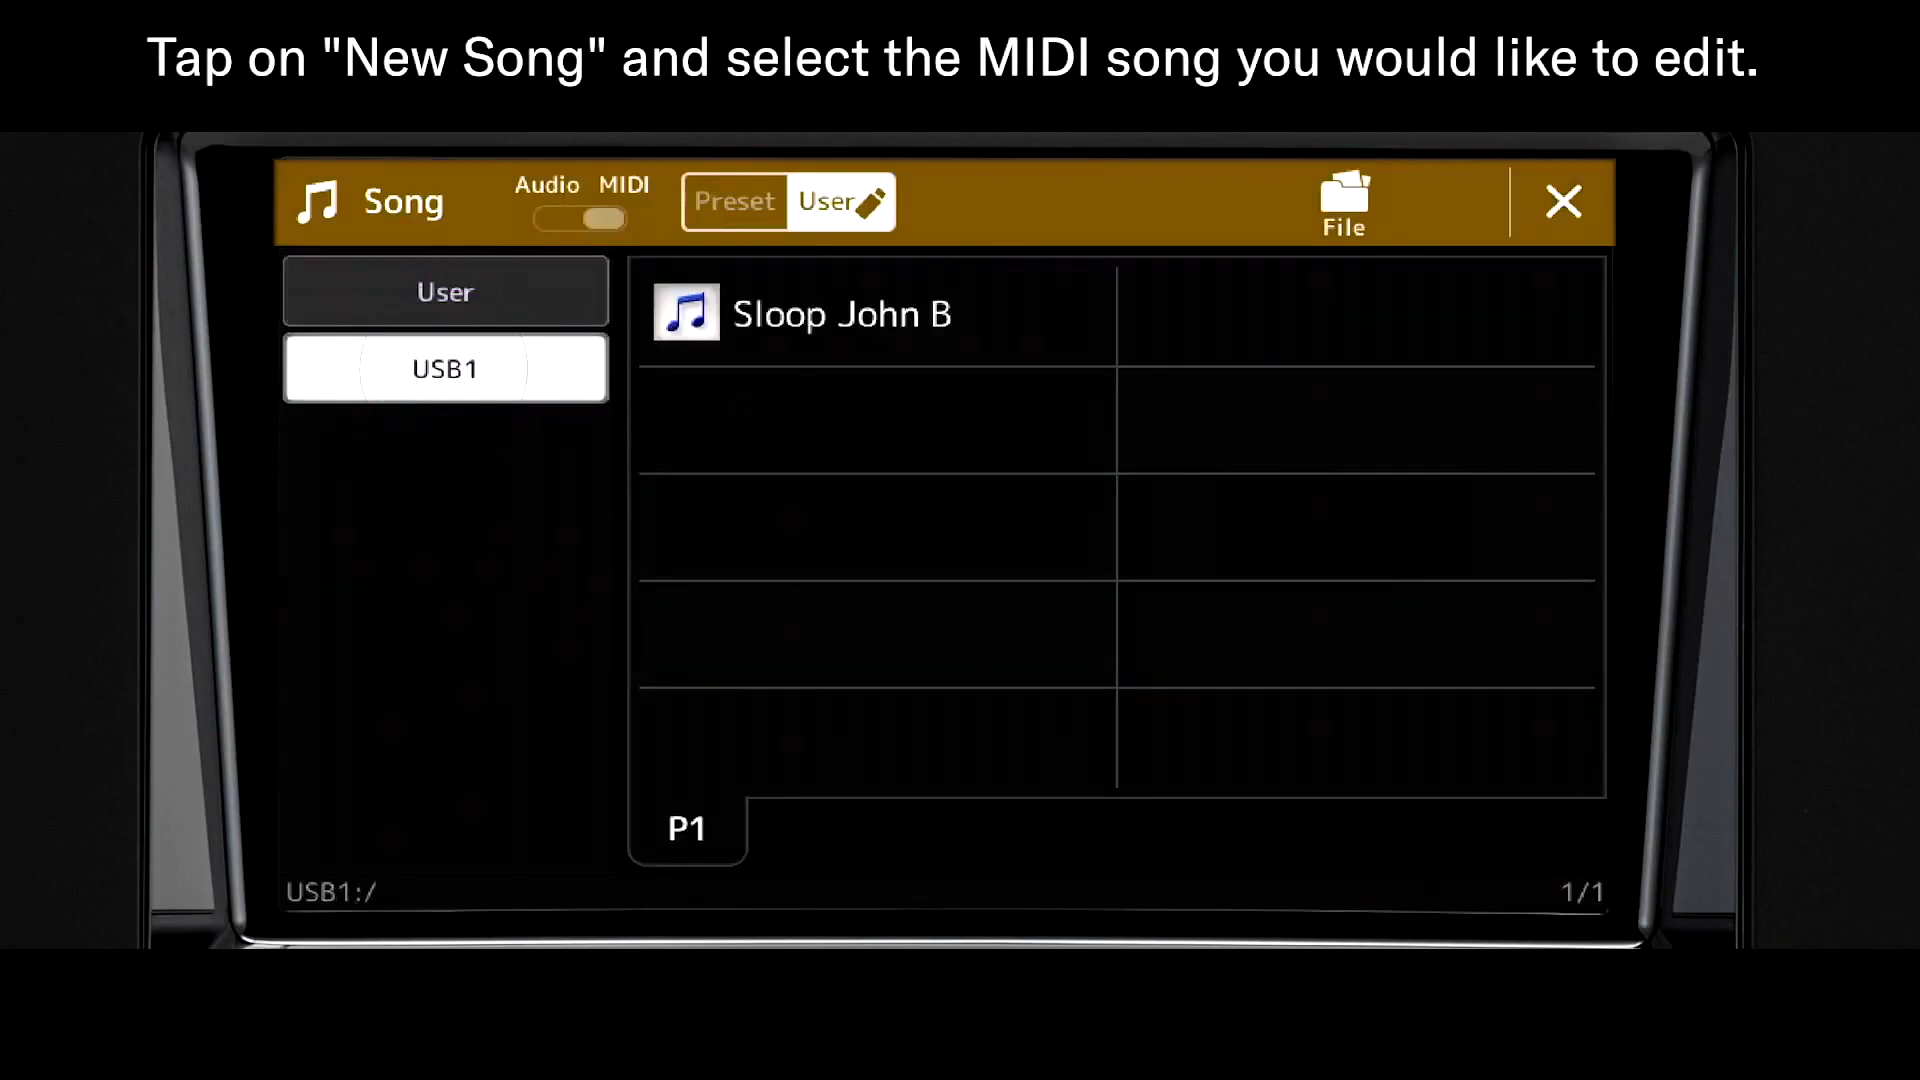 Tap on "New Song" and select the MIDI song you would like to edit.
Song
Audio MIDI
Preset
User
File
User
USB1
Sloop John B
P1
USB1:/
1/1